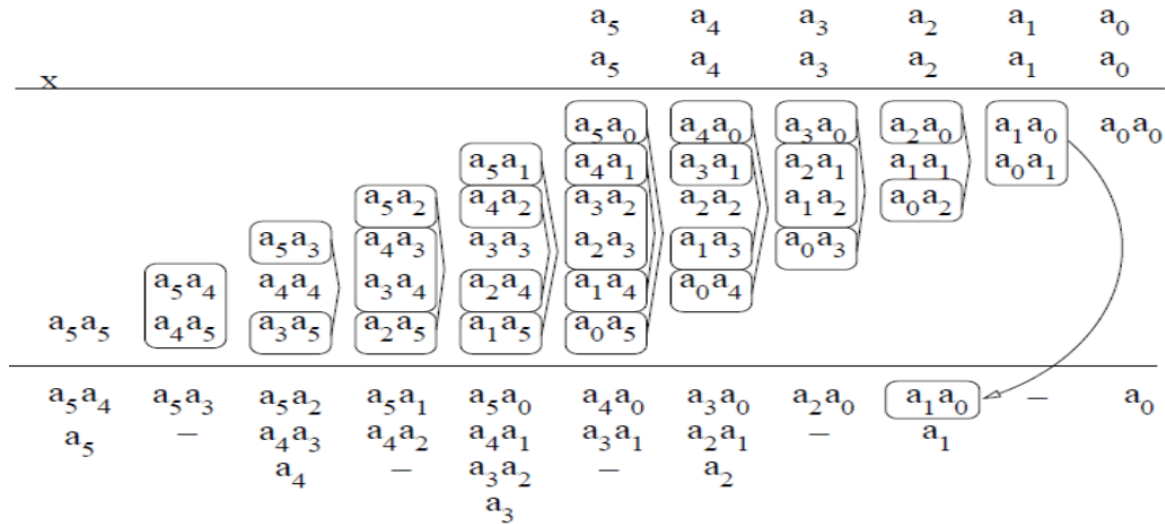 a₅ a₄ a₃ a₂ a₁ a₀
x a₅ a₄ a₃ a₂ a₁ a₀
a₅a₀ a₄a₀ a₃a₀ a₂a₀ a₁a₀ a₀a₀
a₅a₁ a₄a₁ a₃a₁ a₂a₁ a₁a₁ a₀a₁
a₅a₂ a₄a₂ a₃a₂ a₂a₂ a₁a₂ a₀a₂
a₅a₃ a₄a₃ a₃a₃ a₂a₃ a₁a₃ a₀a₃
a₅a₄ a₄a₄ a₃a₄ a₂a₄ a₁a₄ a₀a₄
a₅a₅ a₄a₅ a₃a₅ a₂a₅ a₁a₅ a₀a₅
a₅a₄ a₅a₃ a₅a₂ a₅a₁ a₅a₀ a₄a₀ a₃a₀ a₂a₀ a₁a₀ – a₀
a₅ – a₄a₃ a₄a₂ a₄a₁ a₃a₁ a₂a₁ – a₁
a₄ – a₃a₂ – a₂
a₃